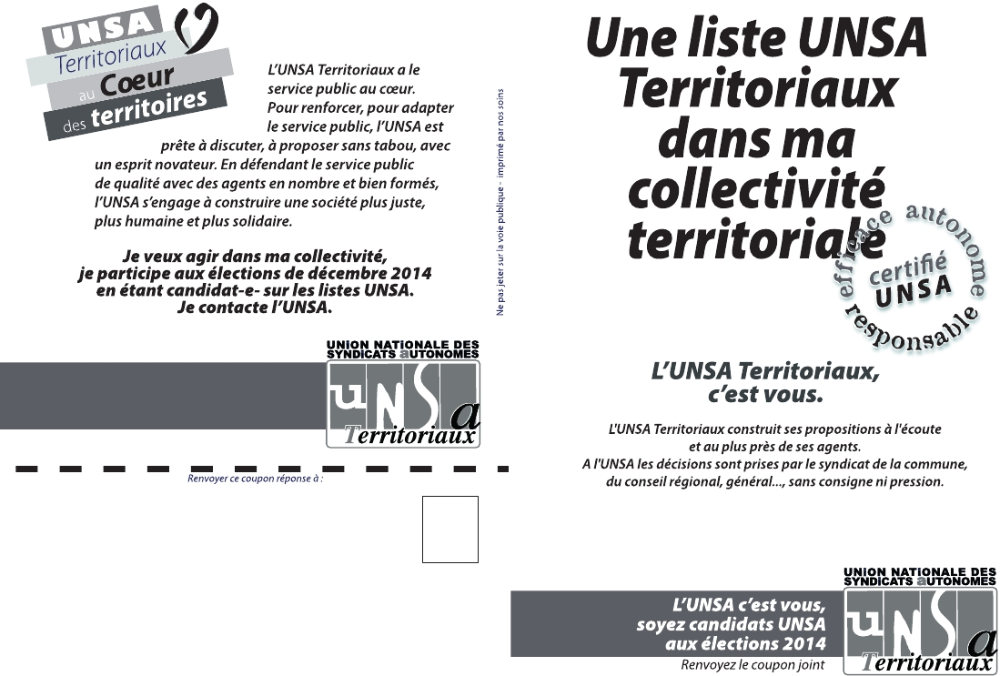 UNSA
Territoriaux
au Cœur
des territoires
L’UNSA Territoriaux a le
service public au cœur.
Pour renforcer, pour adapter
le service public, l’UNSA est
prête à discuter, à proposer sans tabou, avec
un esprit novateur. En défendant le service public
de qualité avec des agents en nombre et bien formés,
l’UNSA s’engage à construire une société plus juste,
plus humaine et plus solidaire.
Je veux agir dans ma collectivité,
je participe aux élections de décembre 2014
en étant candidat-e- sur les listes UNSA.
Je contacte l’UNSA.
UNION NATIONALE DES
SYNDICATS aUTONOMES
uNSa
Territoriaux
Renvoyer ce coupon réponse à :
Ne pas jeter sur la voie publique - imprimé par nos soins
Une liste UNSA
Territoriaux
dans ma
collectivité
territoriale
efficace autonome
certifié
UNSA
responsable
L’UNSA Territoriaux,
c’est vous.
L'UNSA Territoriaux construit ses propositions à l'écoute
et au plus près de ses agents.
A l'UNSA les décisions sont prises par le syndicat de la commune,
du conseil régional, général..., sans consigne ni pression.
L’UNSA c’est vous,
soyez candidats UNSA
aux élections 2014
Renvoyez le coupon joint
UNION NATIONALE DES
SYNDICATS aUTONOMES
uNSa
Territoriaux